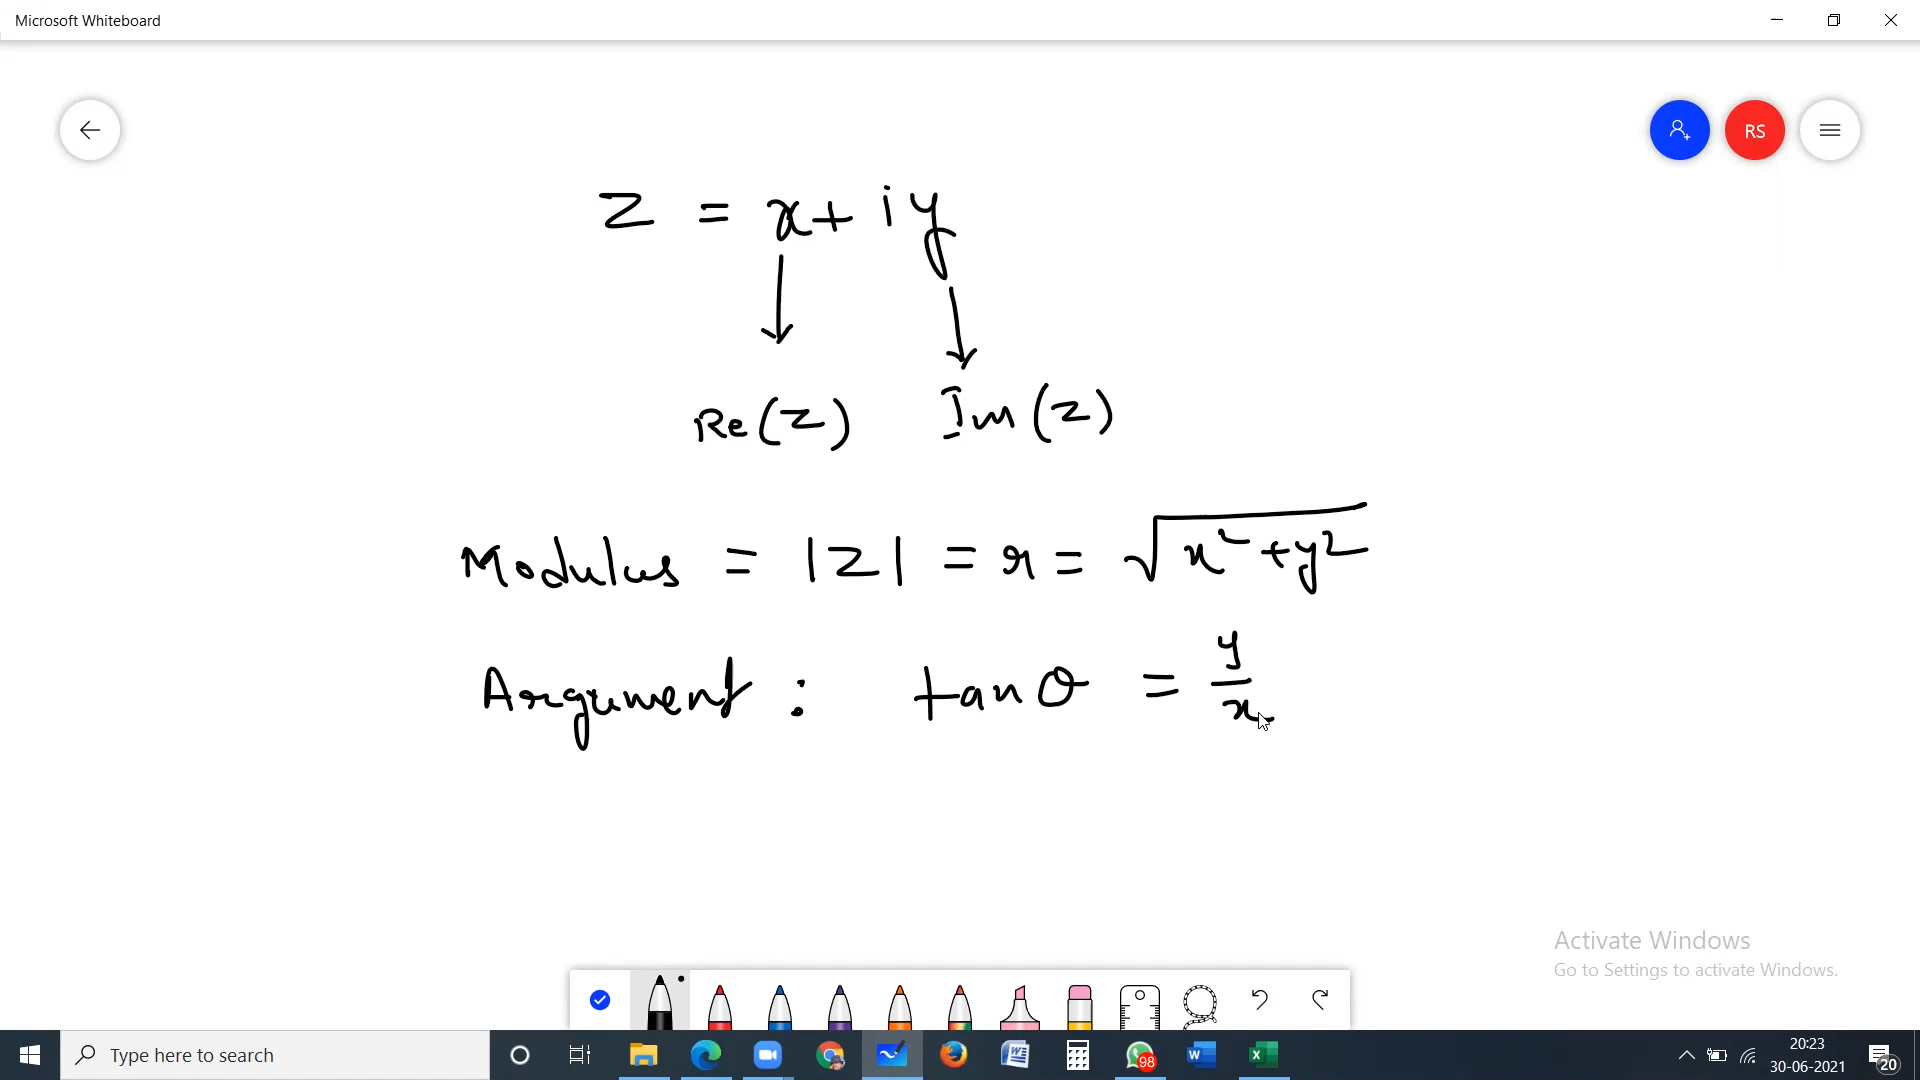 Microsoft Whiteboard
RS
z = x + iy
Re(z) Im(z)
Modulus = |z| = r = √x²+y²
Argument : tanθ = y/x
Activate Windows
Go to Settings to activate Windows.
Type here to search
98
20:23
30-06-2021
20